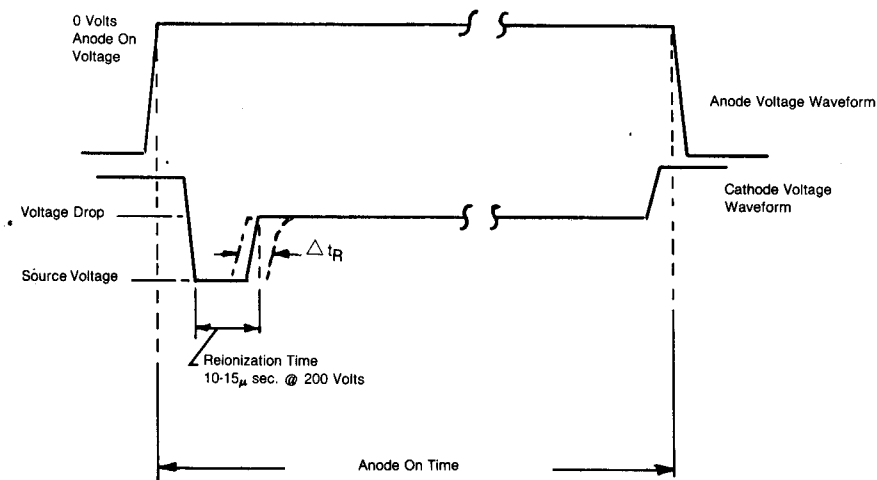 0 Volts
Anode On
Voltage
Anode Voltage Waveform
Cathode Voltage
Waveform
Voltage Drop
Δ tR
Source Voltage
Reionization Time
10-15μ sec. @ 200 Volts
Anode On Time